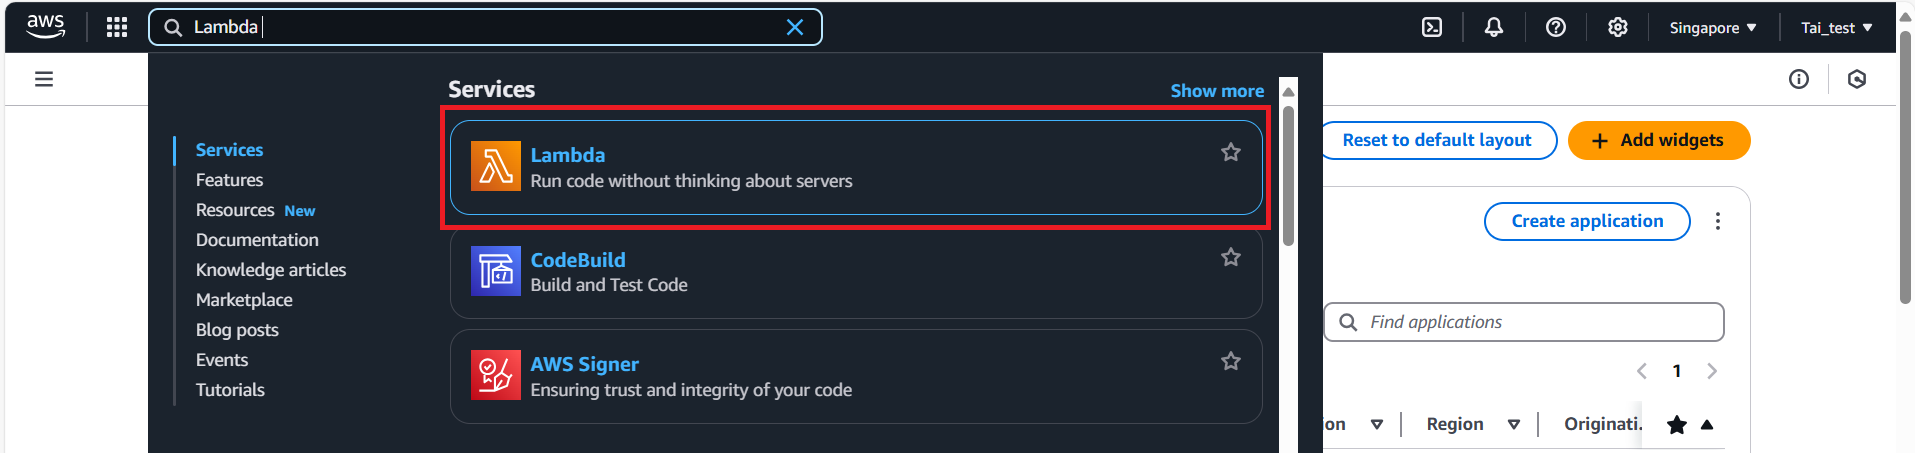 aws
Lambda
Singapore ▼
Tai_test ▼
Services
Show more
Services
Features
Resources New
Documentation
Knowledge articles
Marketplace
Blog posts
Events
Tutorials
Lambda
Run code without thinking about servers
CodeBuild
Build and Test Code
AWS Signer
Ensuring trust and integrity of your code
Reset to default layout
+ Add widgets
Create application
Find applications
1
ion
Region
Originati.